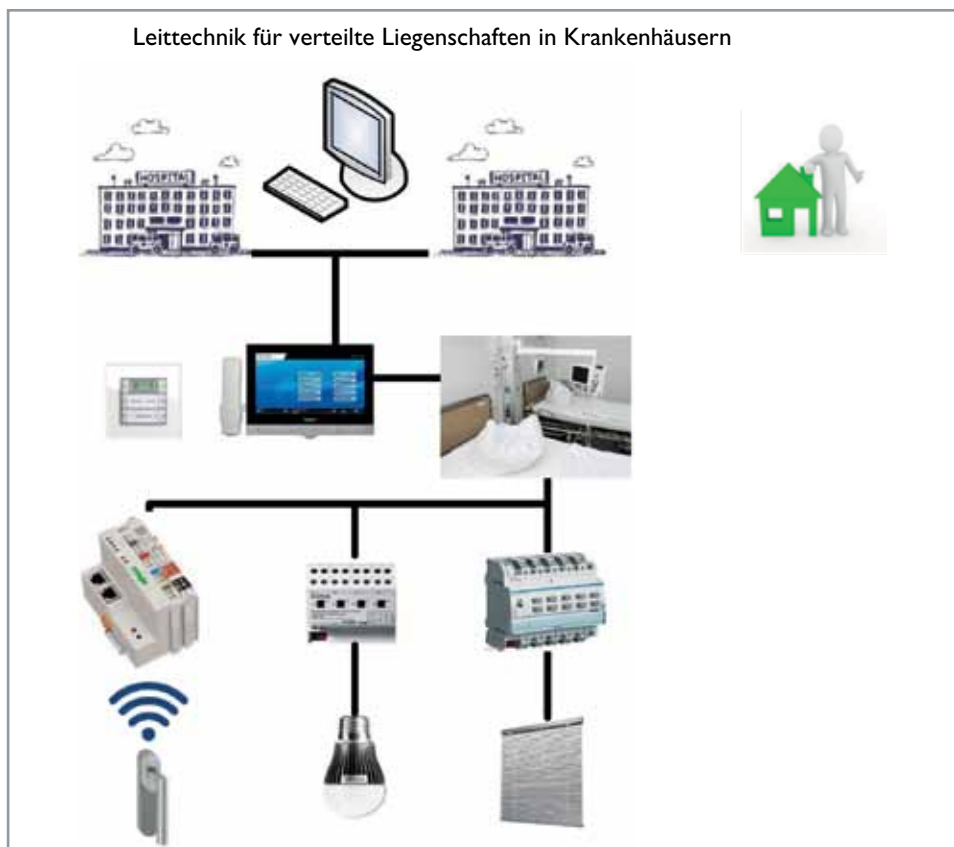 Leittechnik für verteilte Liegenschaften in Krankenhäusern
HOSPITAL
HOSPITAL